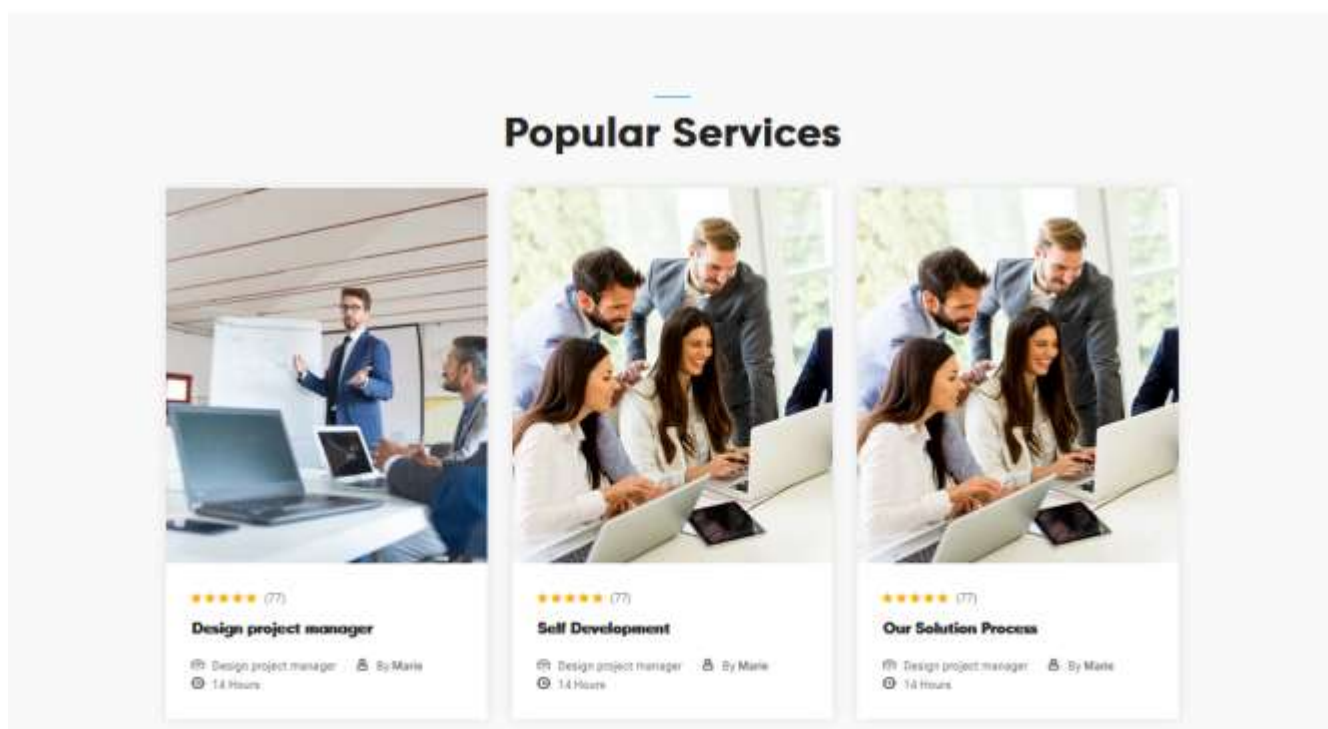 Popular Services
(77)
Design project manager
Design project manager By Marie
14 Hours
(77)
Self Development
Design project manager By Marie
14 Hours
(77)
Our Solution Process
Design project manager By Marie
14 Hours